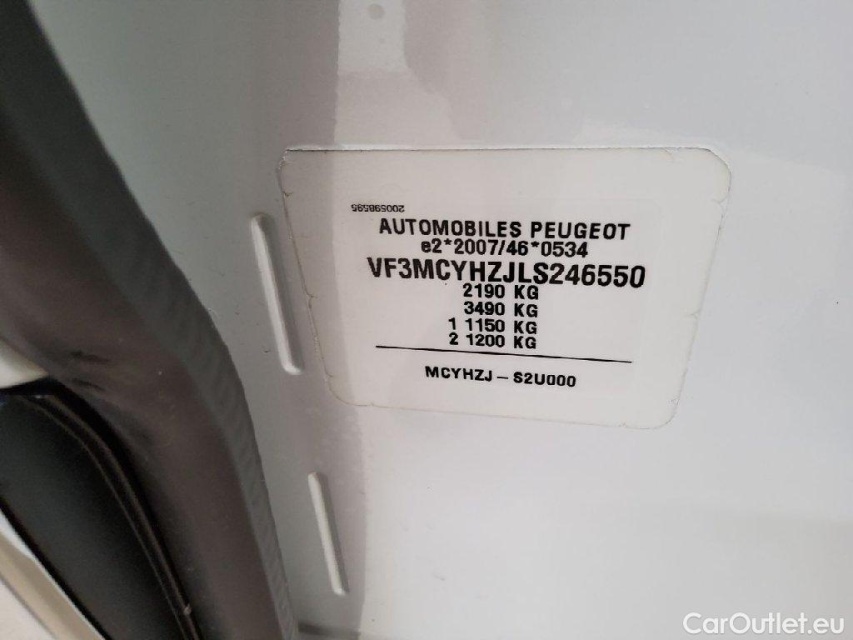 200598595
AUTOMOBILES PEUGEOT
e2*2007/46*0534
VF3MCYHZJLS246550
2190 KG
3490 KG
1 1150 KG
2 1200 KG
MCYHZJ - S2U000
CarOutlet.eu